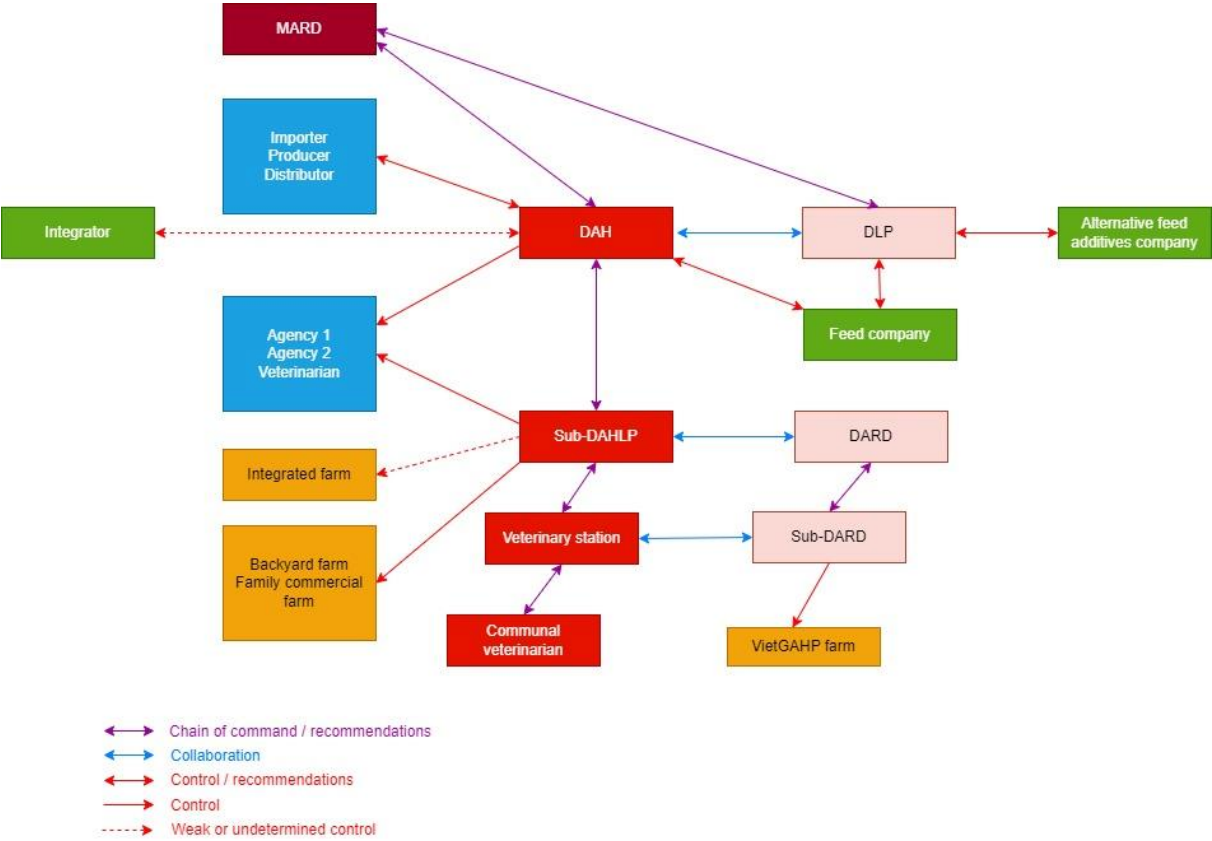 MARD
Importer
Producer
Distributor
Integrator
DAH
DLP
Alternative feed
additives company
Agency 1
Agency 2
Veterinarian
Feed company
Sub-DAHLP
DARD
Integrated farm
Veterinary station
Sub-DARD
Backyard farm
Family commercial
farm
Communal
veterinarian
VietGAHP farm
Chain of command / recommendations
Collaboration
Control / recommendations
Control
Weak or undetermined control